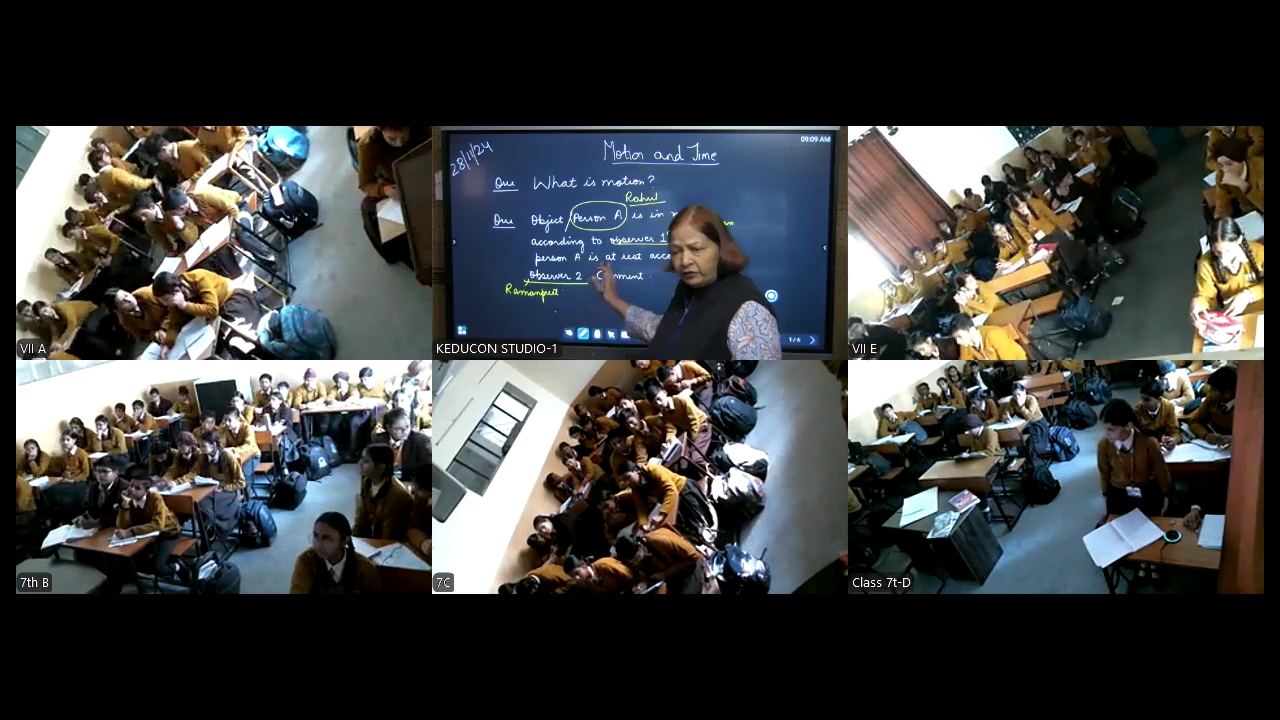 09:09 AM
28/11/24
Motion and Time
Que What is motion?
Rahul
Que Object/Person A is in
according to observer 1
person A is at rest
observer 2
Ramanpreet
1/4
VII A
KEDUCON STUDIO-1
VII E
7th B
7C
Class 7t-D